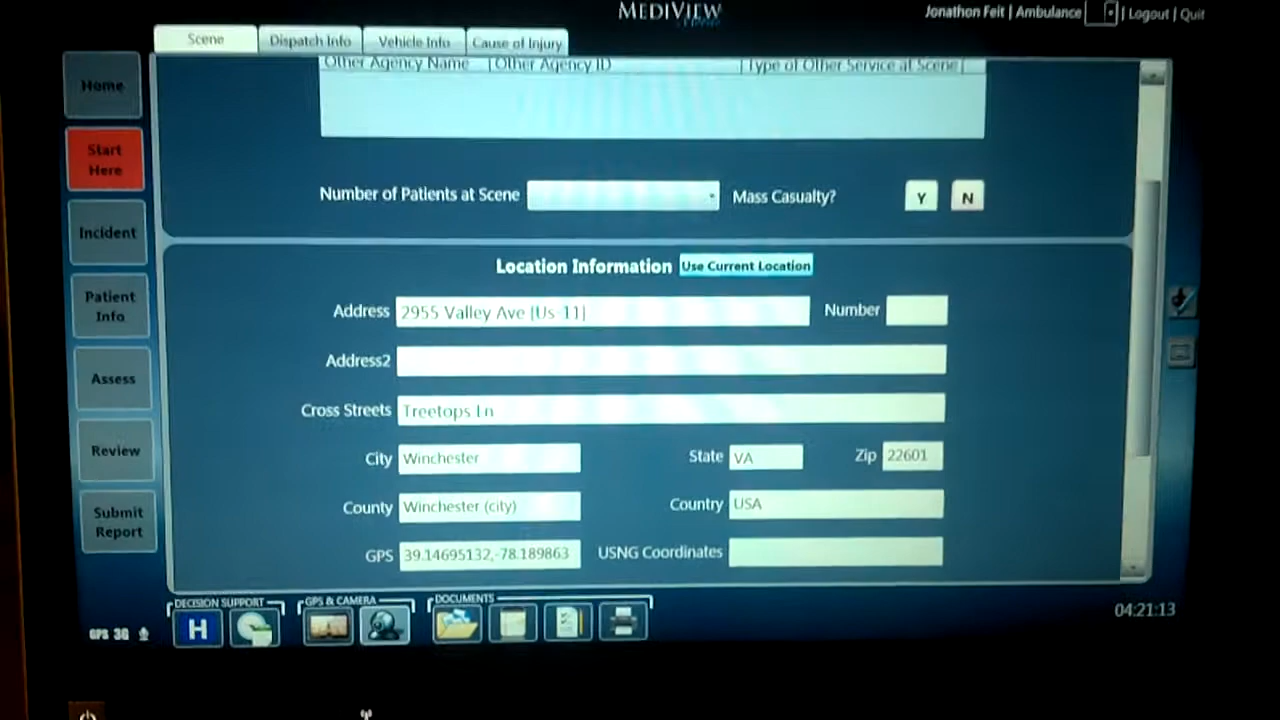 MEDIVIEW
Jonathon Feit | Ambulance | Logout | Quit
Scene
Dispatch Info
Vehicle Info
Cause of Injury
Home
Start
Here
Incident
Patient
Info
Assess
Review
Submit
Report
Other Agency Name | Other Agency ID | Type of Other Service at Scene |
Number of Patients at Scene
Mass Casualty? Y N
Location Information Use Current Location
Address 2955 Valley Ave [Us-11] Number
Address2
Cross Streets Treetops Ln
City Winchester State VA Zip 22601
County Winchester (city) Country USA
GPS 39.14695132,-78.189863 USNG Coordinates
DECISION SUPPORT
GPS & CAMERA
DOCUMENTS
H
GPS 3G
04:21:13